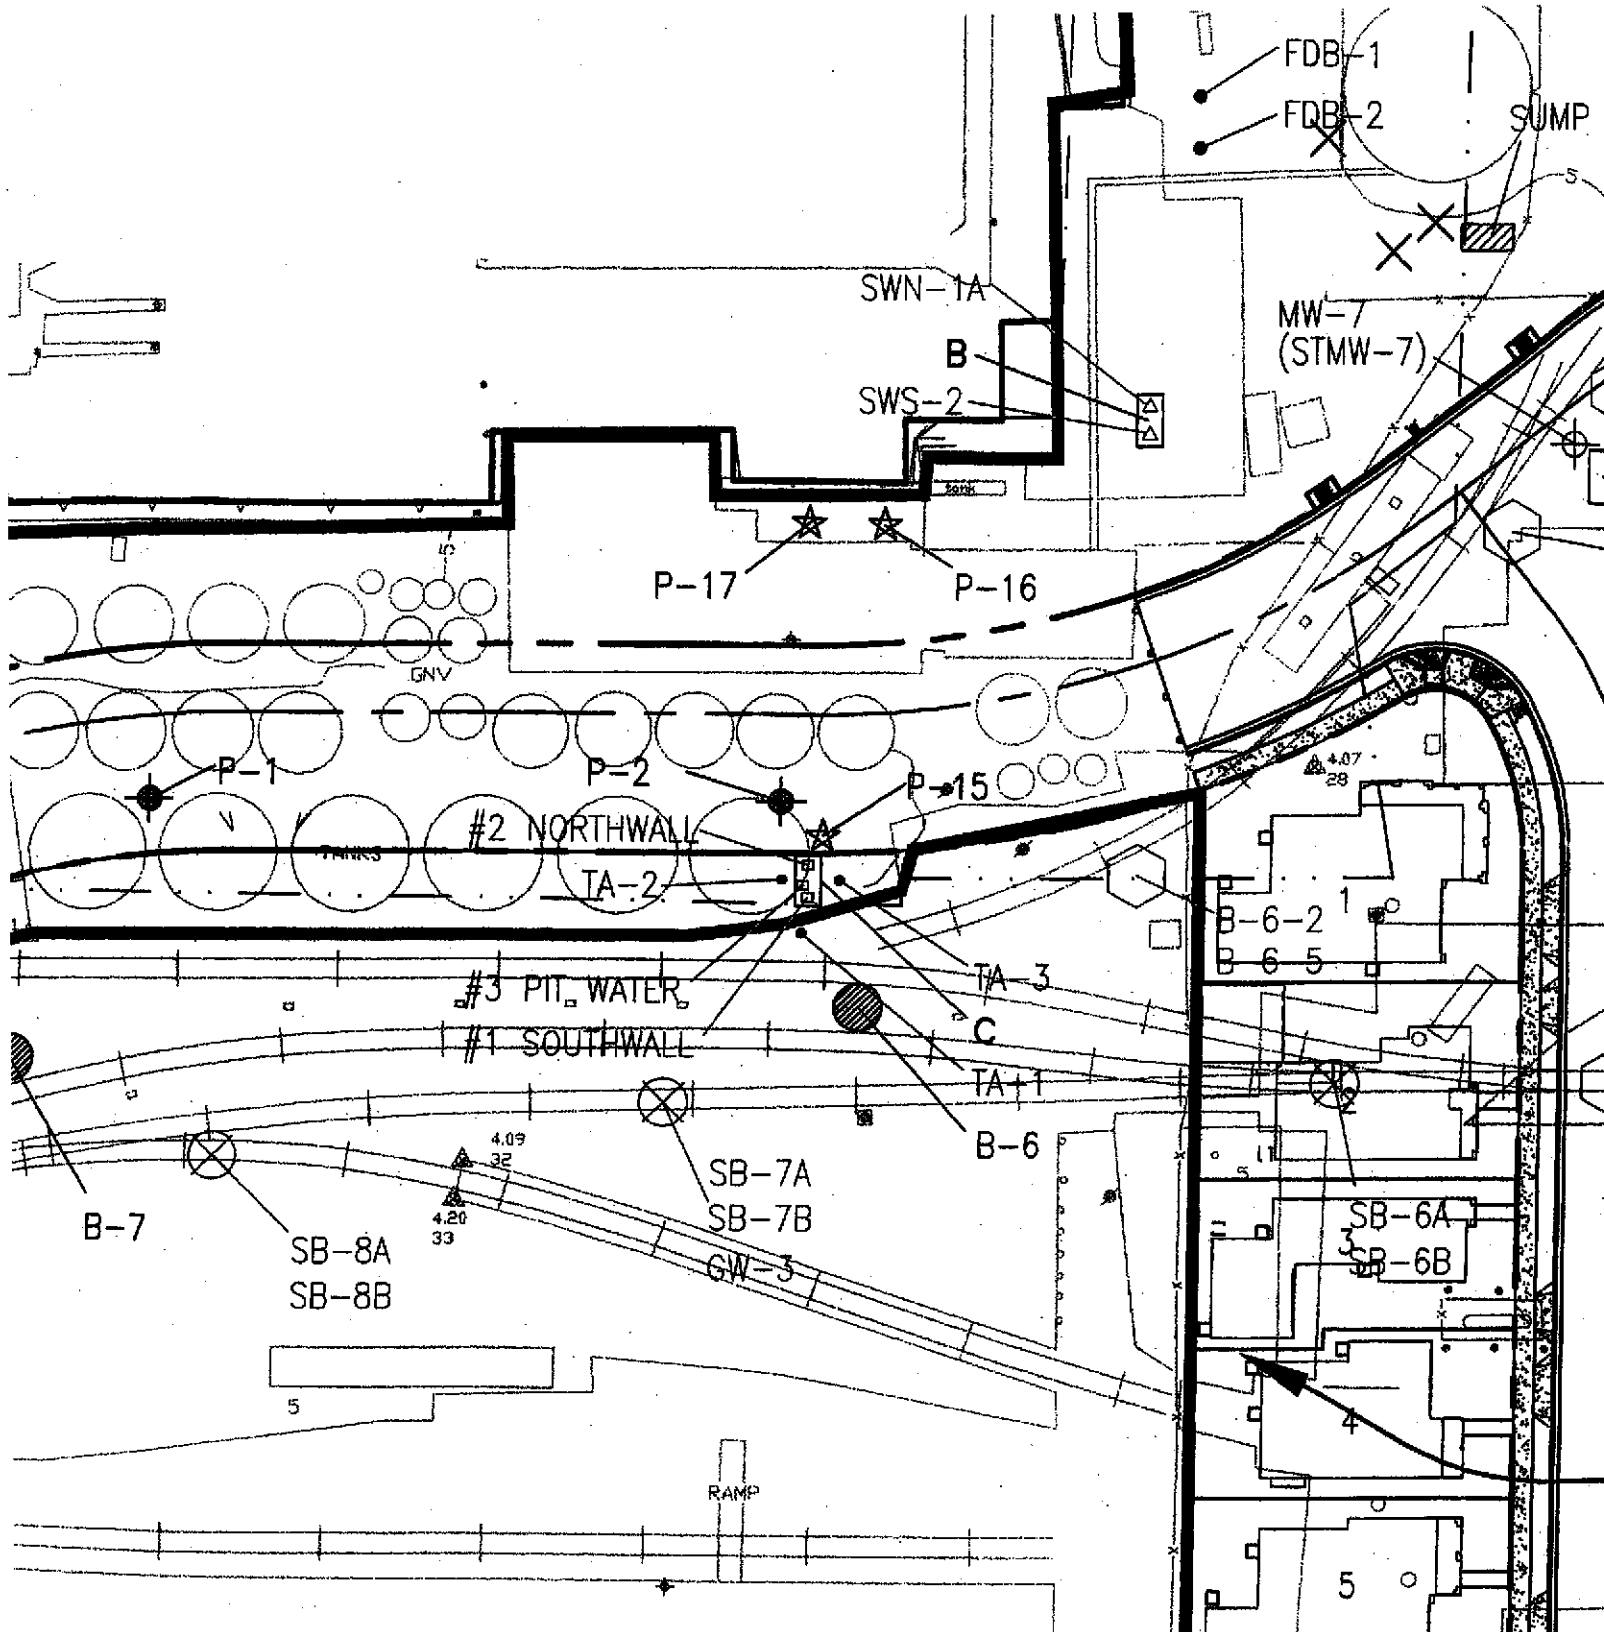 FDB-1
FDB-2
SUMP
5
SWN-1A
B
SWS-2
MW-7
(STMW-7)
tank
5
P-17
P-16
GNV
P-1
P-2
P-15
4.07
28
#2 NORTHWALL
TANKS
TA-2
1
B-6-2
B-6-5
#3 PIT WATER
TA-3
C
#1 SOUTHWALL
TA-1
2
B-6
4.09
32
SB-7A
SB-7B
GW-3
4.20
33
B-7
SB-8A
SB-8B
SB-6A
3
SB-6B
5
4
RAMP
5